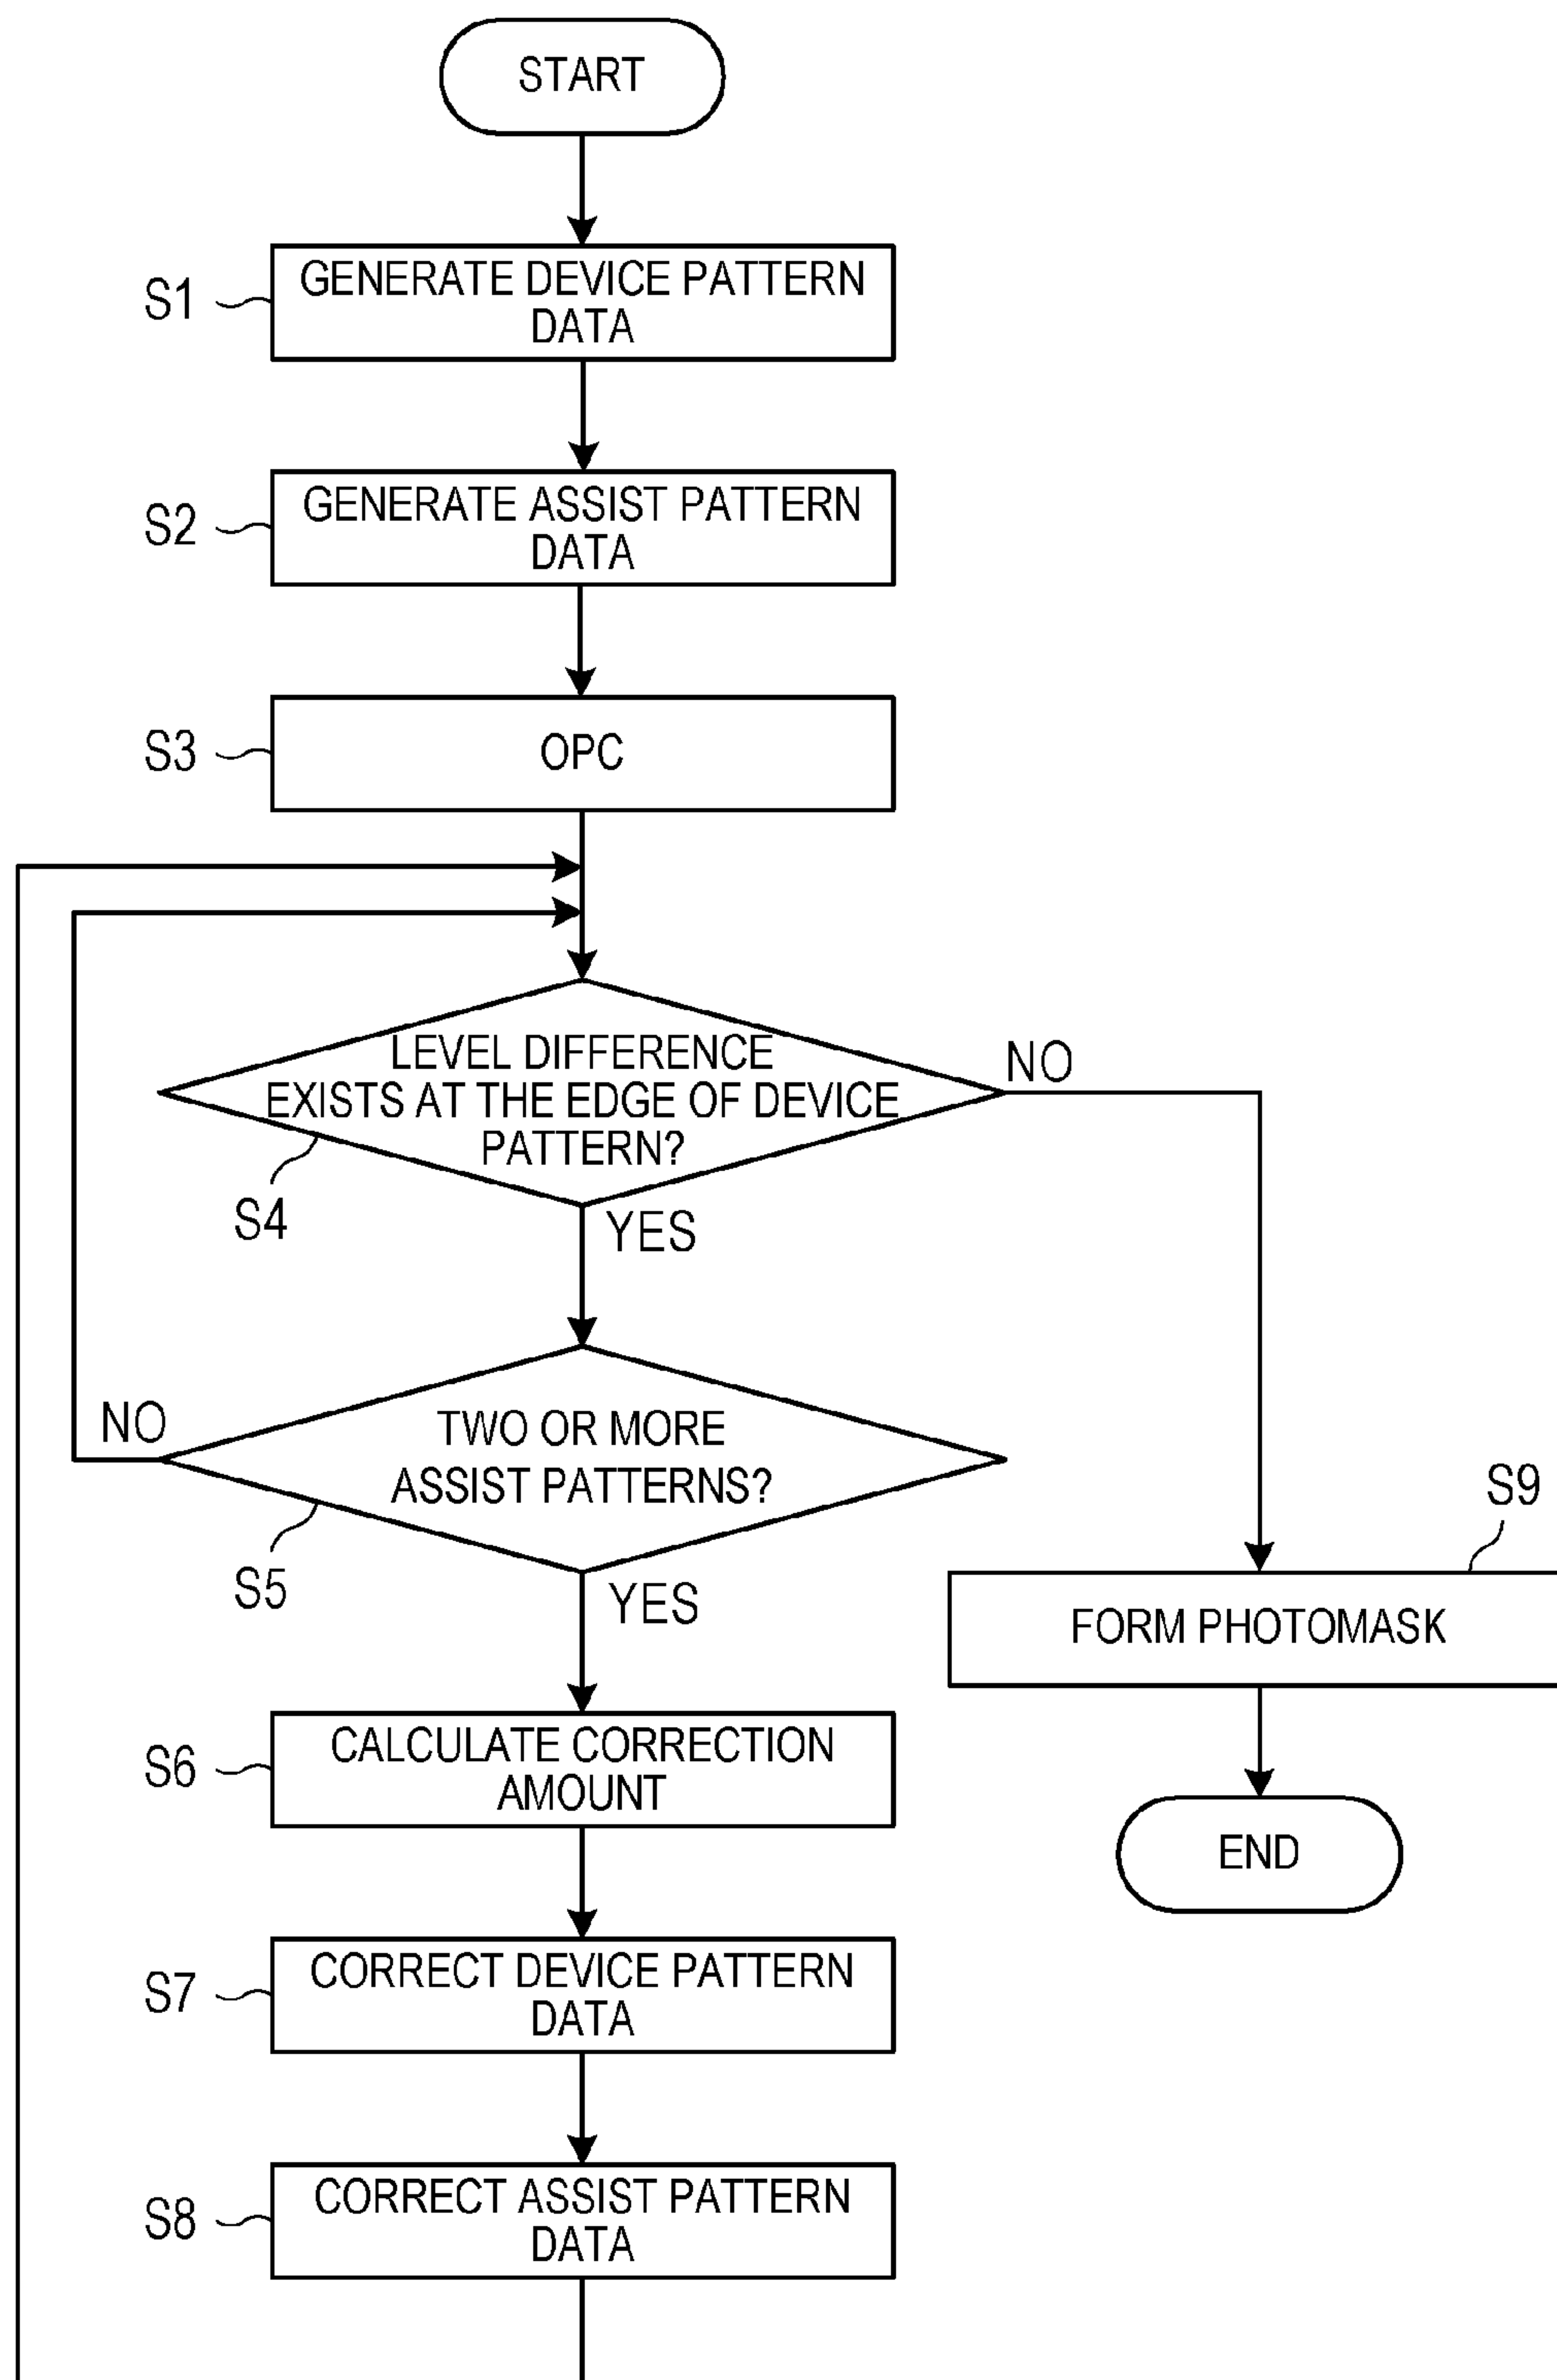 START
S1
GENERATE DEVICE PATTERN
DATA
S2
GENERATE ASSIST PATTERN
DATA
S3
OPC
LEVEL DIFFERENCE
EXISTS AT THE EDGE OF DEVICE
PATTERN?
NO
S4
YES
TWO OR MORE
ASSIST PATTERNS?
NO
S5
YES
S9
FORM PHOTOMASK
S6
CALCULATE CORRECTION
AMOUNT
END
S7
CORRECT DEVICE PATTERN
DATA
S8
CORRECT ASSIST PATTERN
DATA